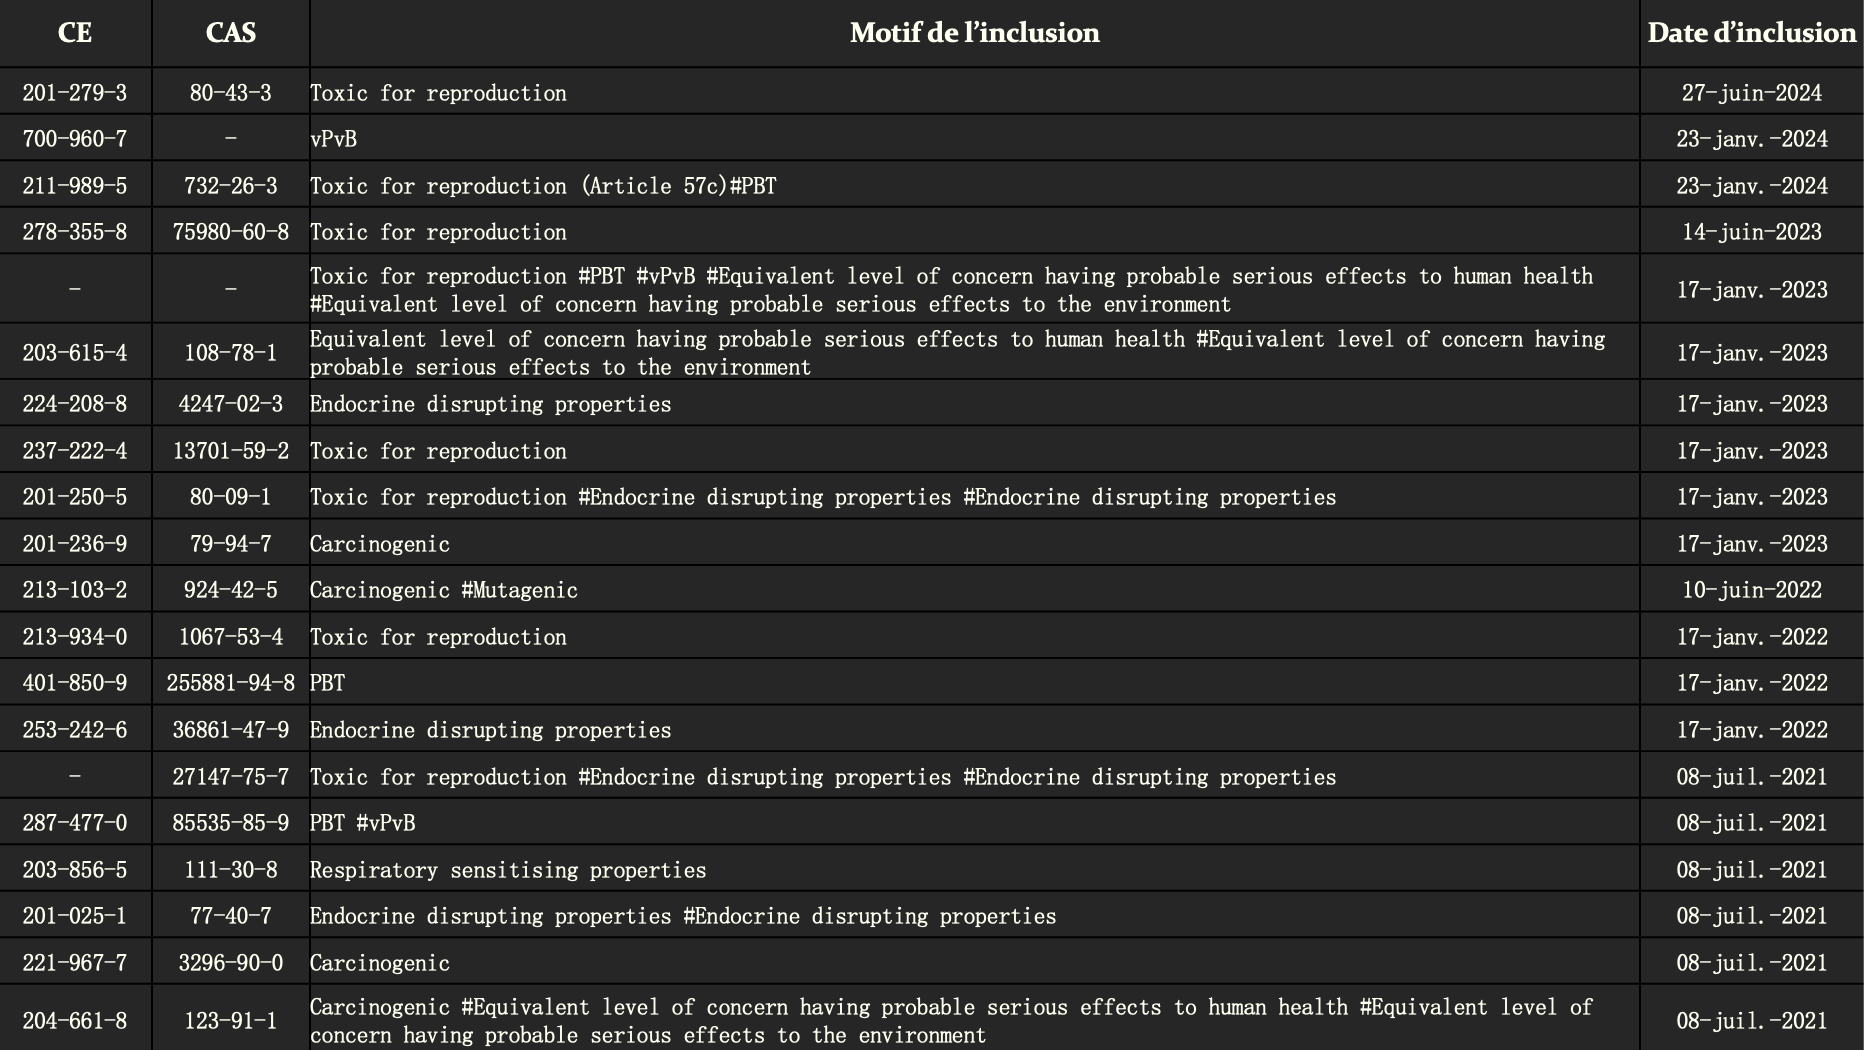 CE CAS Motif de l'inclusion Date d'inclusion
201-279-3 80-43-3 Toxic for reproduction 27-juin-2024
700-960-7 - vPvB 23-janv.-2024
211-989-5 732-26-3 Toxic for reproduction (Article 57c)#PBT 23-janv.-2024
278-355-8 75980-60-8 Toxic for reproduction 14-juin-2023
- - Toxic for reproduction #PBT #vPvB #Equivalent level of concern having probable serious effects to human health
#Equivalent level of concern having probable serious effects to the environment 17-janv.-2023
203-615-4 108-78-1 Equivalent level of concern having probable serious effects to human health #Equivalent level of concern having
probable serious effects to the environment 17-janv.-2023
224-208-8 4247-02-3 Endocrine disrupting properties 17-janv.-2023
237-222-4 13701-59-2 Toxic for reproduction 17-janv.-2023
201-250-5 80-09-1 Toxic for reproduction #Endocrine disrupting properties #Endocrine disrupting properties 17-janv.-2023
201-236-9 79-94-7 Carcinogenic 17-janv.-2023
213-103-2 924-42-5 Carcinogenic #Mutagenic 10-juin-2022
213-934-0 1067-53-4 Toxic for reproduction 17-janv.-2022
401-850-9 255881-94-8 PBT 17-janv.-2022
253-242-6 36861-47-9 Endocrine disrupting properties 17-janv.-2022
- 27147-75-7 Toxic for reproduction #Endocrine disrupting properties #Endocrine disrupting properties 08-juil.-2021
287-477-0 85535-85-9 PBT #vPvB 08-juil.-2021
203-856-5 111-30-8 Respiratory sensitising properties 08-juil.-2021
201-025-1 77-40-7 Endocrine disrupting properties #Endocrine disrupting properties 08-juil.-2021
221-967-7 3296-90-0 Carcinogenic 08-juil.-2021
204-661-8 123-91-1 Carcinogenic #Equivalent level of concern having probable serious effects to human health #Equivalent level of
concern having probable serious effects to the environment 08-juil.-2021